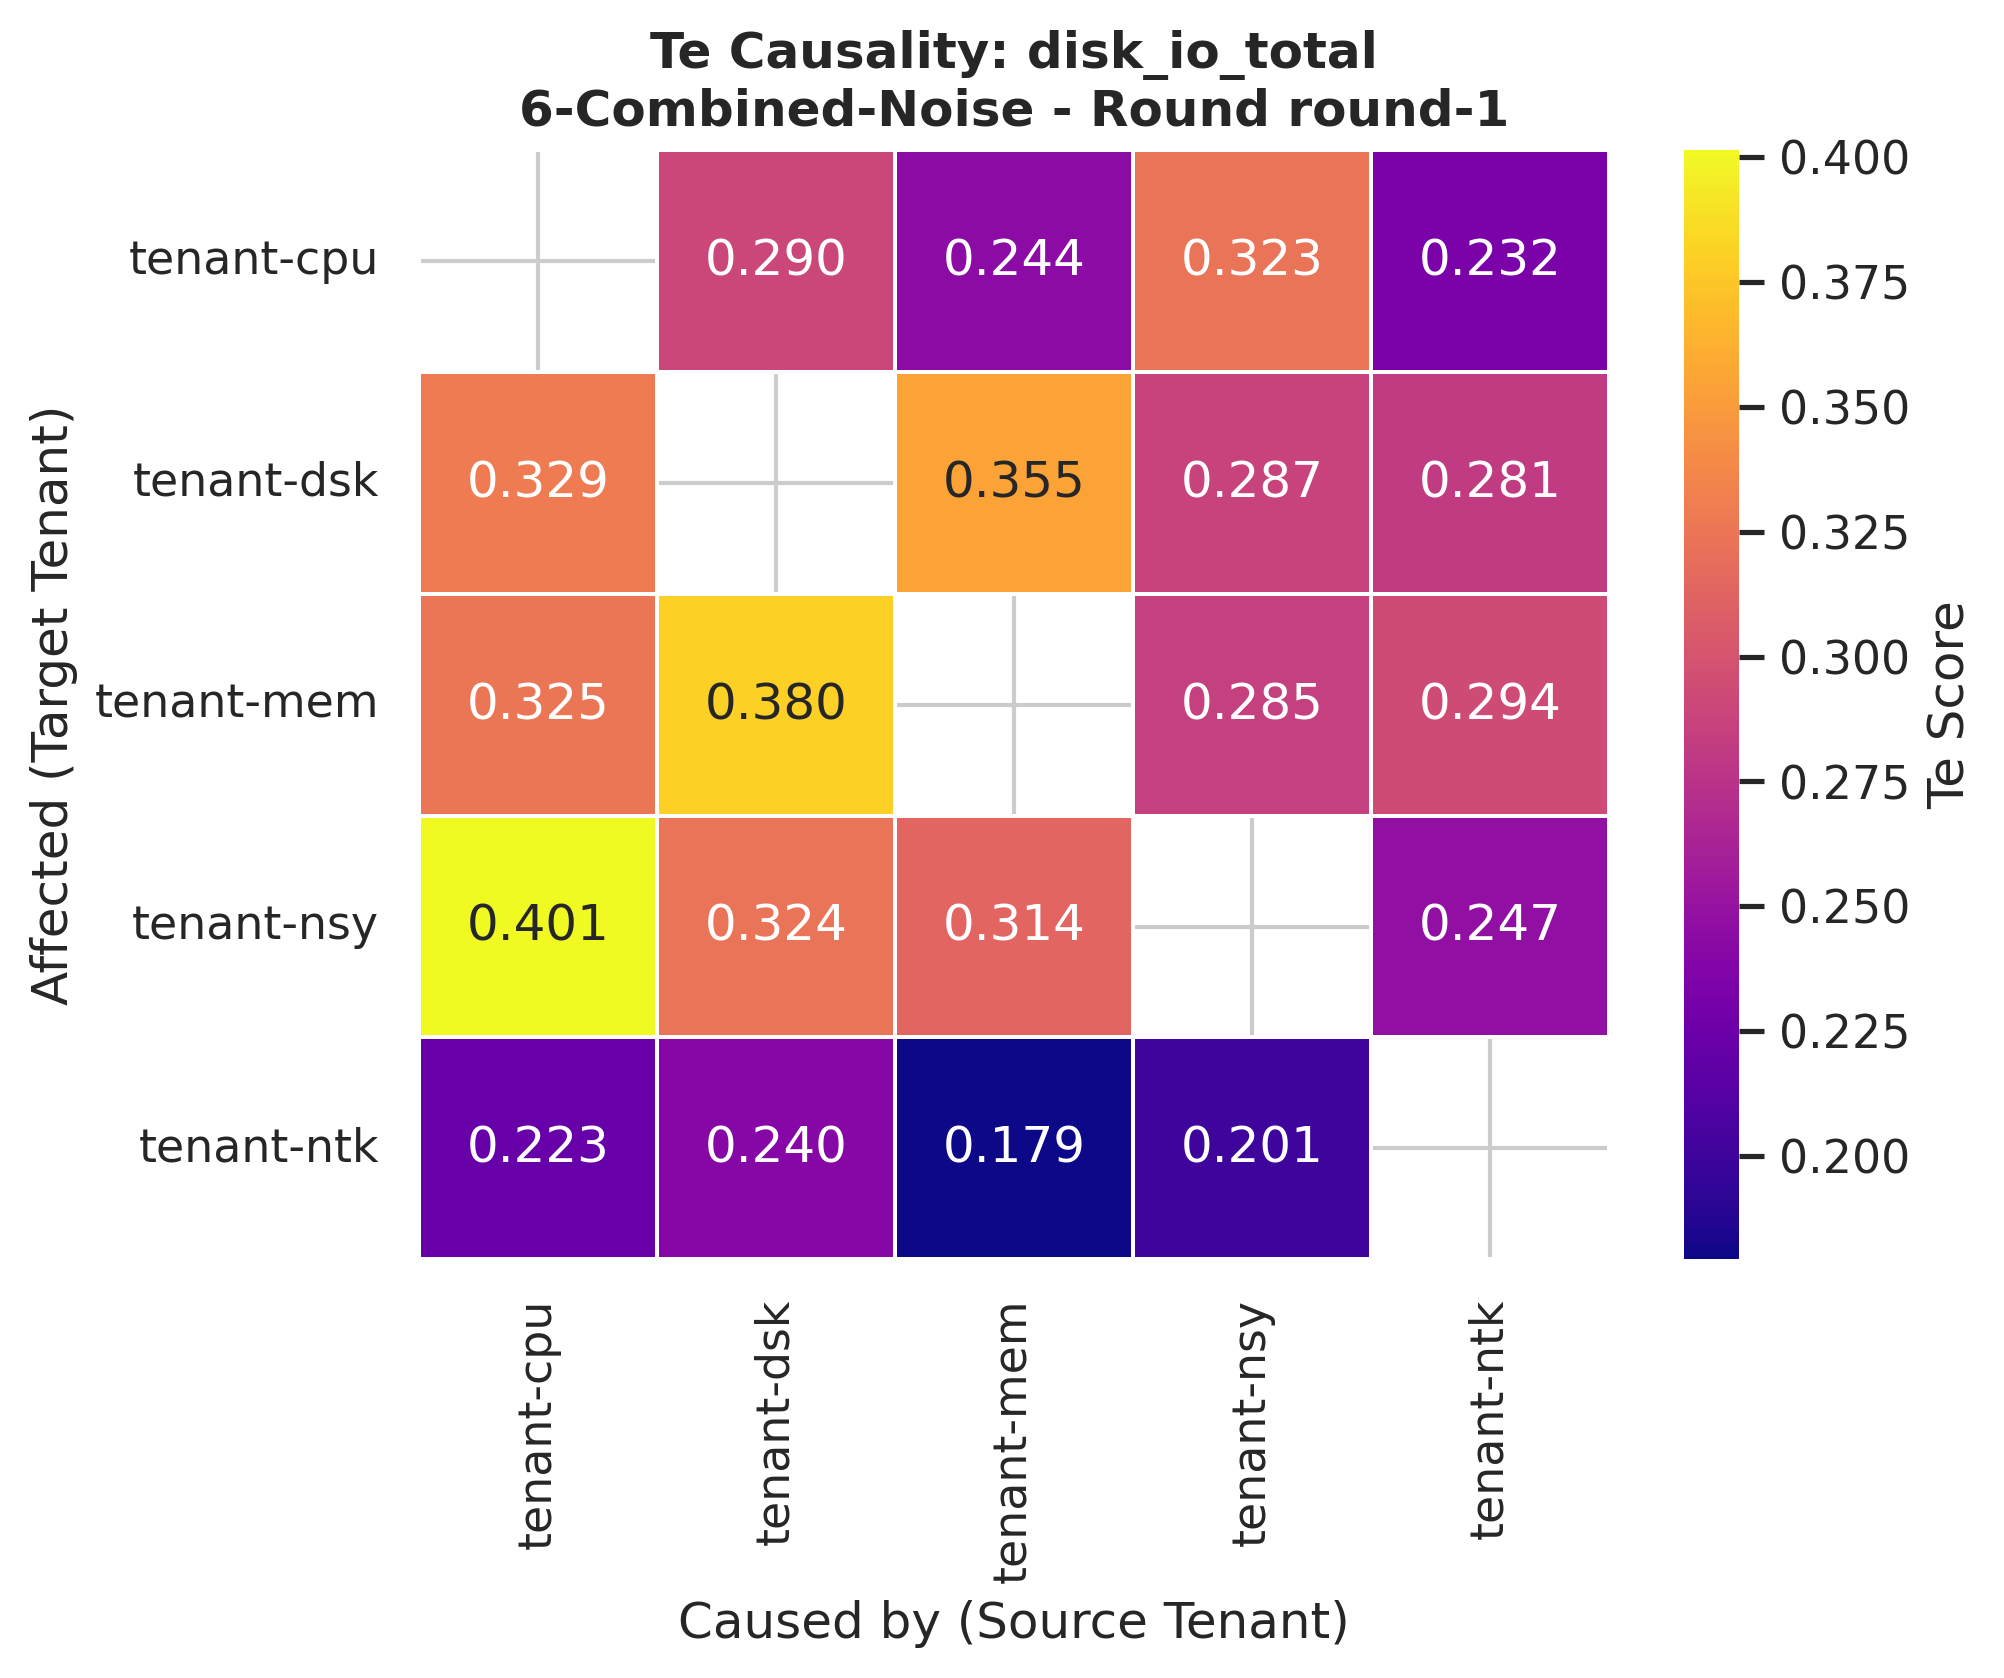 Te Causality: disk_io_total
6-Combined-Noise - Round round-1
Affected (Target Tenant)
tenant-cpu 0.290 0.244 0.323 0.232
tenant-dsk 0.329 0.355 0.287 0.281
tenant-mem 0.325 0.380 0.285 0.294
tenant-nsy 0.401 0.324 0.314 0.247
tenant-ntk 0.223 0.240 0.179 0.201
tenant-cpu
tenant-dsk
tenant-mem
tenant-nsy
tenant-ntk
Caused by (Source Tenant)
0.400
0.375
0.350
0.325
0.300
0.275
0.250
0.225
0.200
Te Score